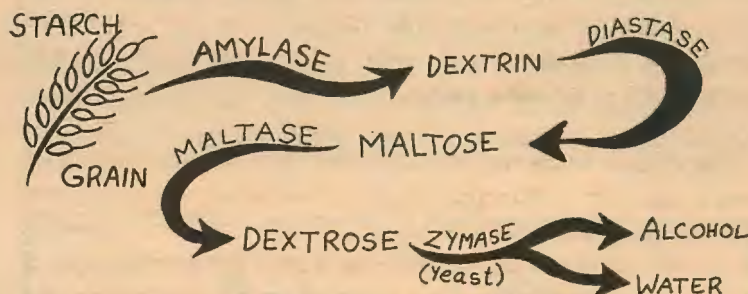 STARCH
GRAIN
AMYLASE
DEXTRIN
DIASTASE
MALTOSE
MALTASE
DEXTROSE
ZYMASE
(Yeast)
ALCOHOL
WATER